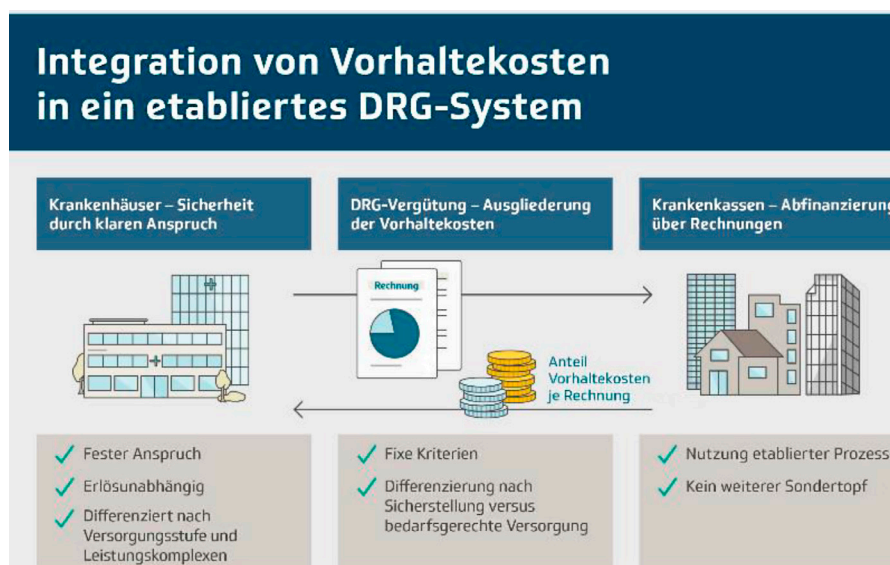 Integration von Vorhaltekosten
in ein etabliertes DRG-System
Krankenhäuser – Sicherheit
durch klaren Anspruch
DRG-Vergütung – Ausgliederung
der Vorhaltekosten
Krankenkassen – Abfinanzierung
über Rechnungen
Rechnung
Anteil
Vorhaltekosten
je Rechnung
Fester Anspruch
Erlösunabhängig
Differenziert nach
Versorgungsstufe und
Leistungskomplexen
Fixe Kriterien
Differenzierung nach
Sicherstellung versus
bedarfsgerechte Versorgung
Nutzung etablierter Prozess
Kein weiterer Sondertopf